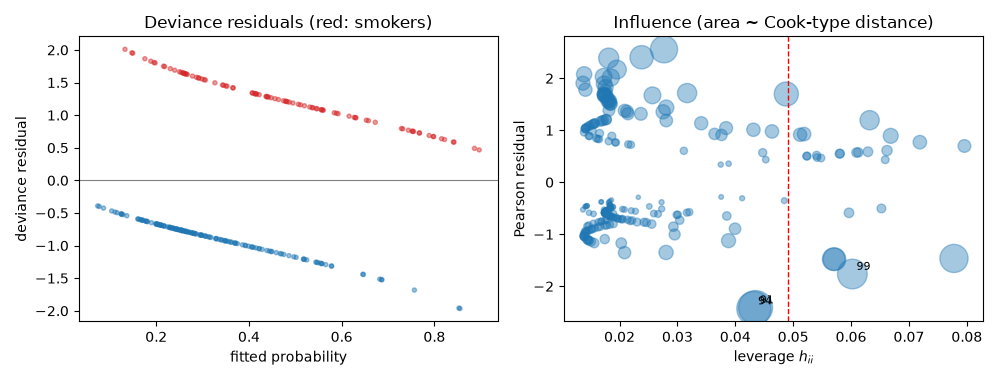 Deviance residuals (red: smokers)
deviance residual
2.0
1.5
1.0
0.5
0.0
−0.5
−1.0
−1.5
−2.0
0.2 0.4 0.6 0.8
fitted probability
Influence (area ~ Cook-type distance)
Pearson residual
2
1
0
−1
−2
99
0.02 0.03 0.04 0.05 0.06 0.07 0.08
leverage hᵢᵢ